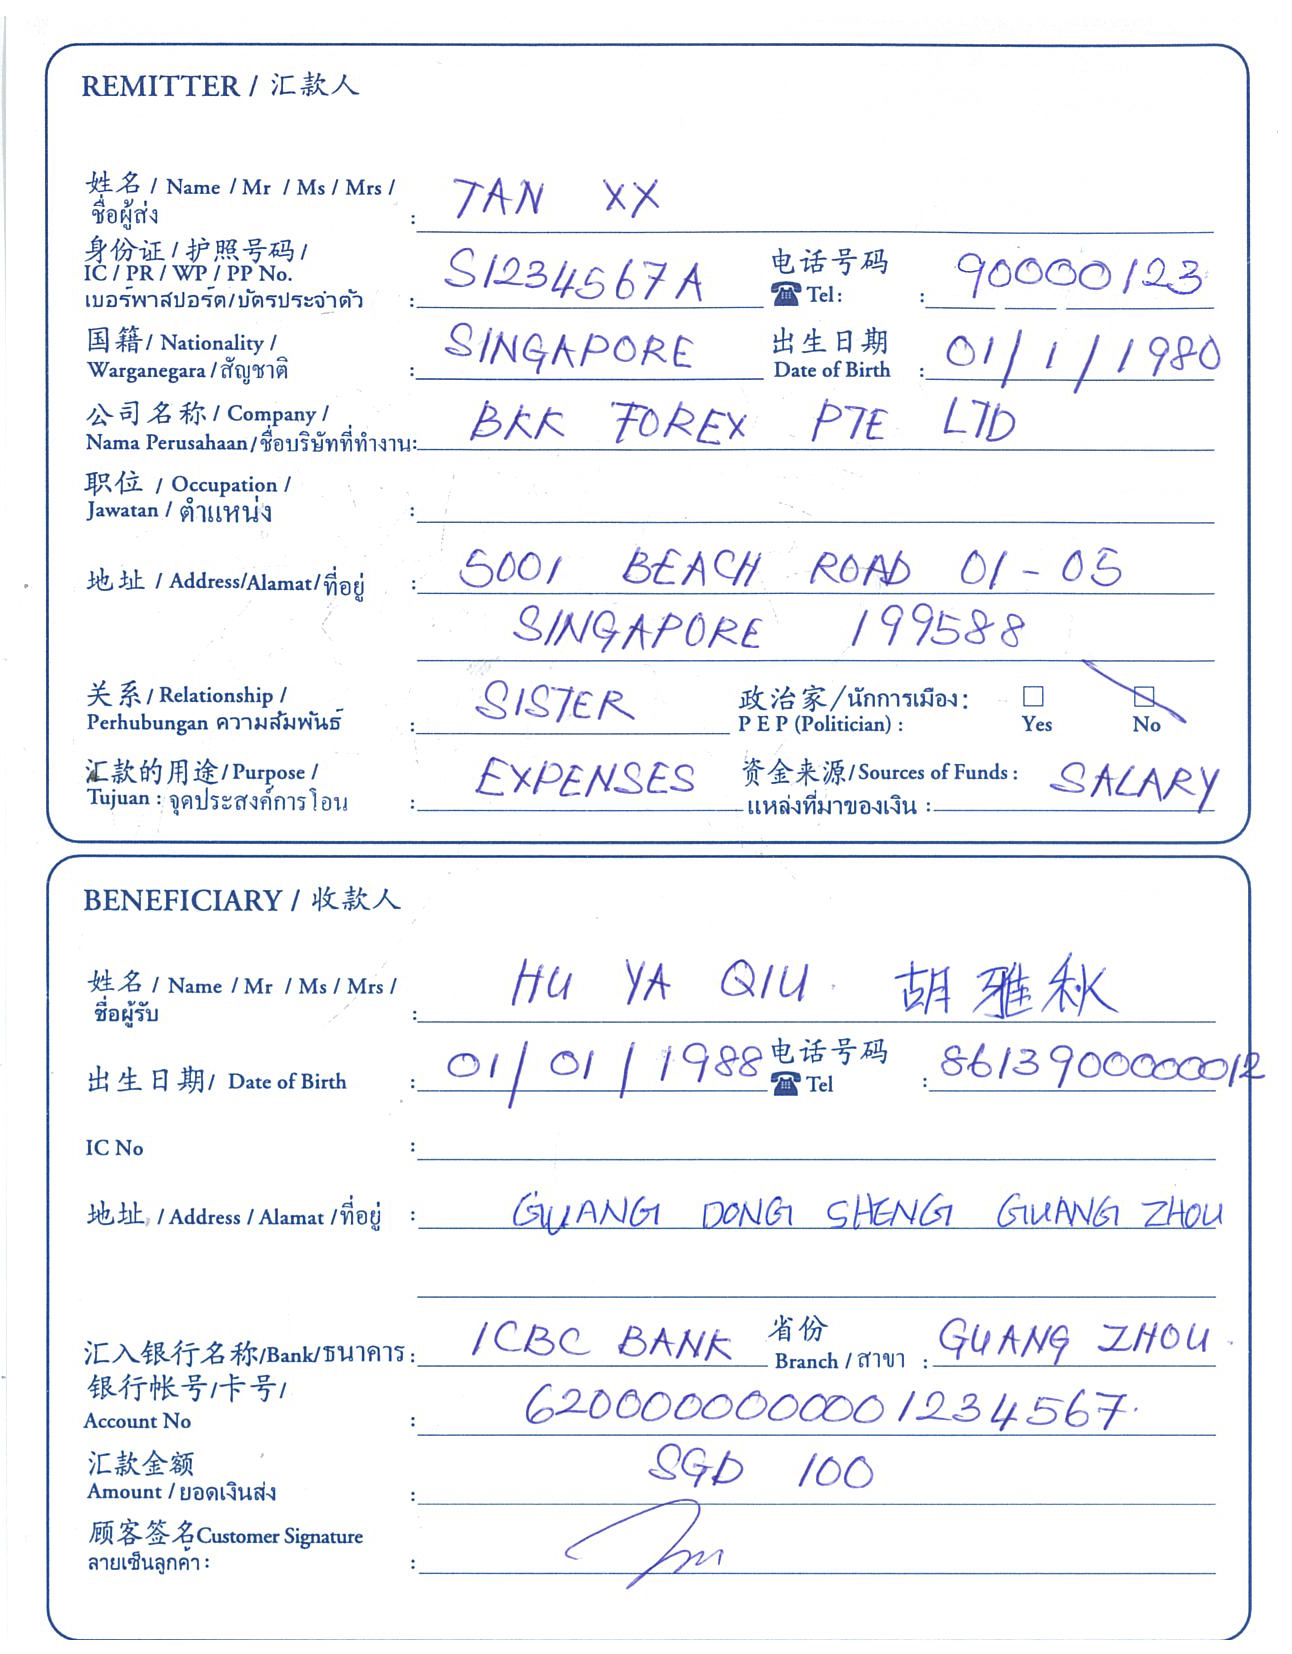 REMITTER / 汇款人
姓名 / Name / Mr / Ms / Mrs / TAN XX
ชื่อผู้ส่ง :
身份证 / 护照号码 /
IC / PR / WP / PP No. S1234567A 电话号码 90000123
เบอร์พาสปอร์ต/บัตรประจำตัว : Tel : :
国籍 / Nationality / SINGAPORE 出生日期 01/1/1980
Warganegara / สัญชาติ : Date of Birth :
公司名称 / Company / BKK FOREX PTE LTD
Nama Perusahaan / ชื่อบริษัทที่ทำงาน:
职位 / Occupation /
Jawatan / ตำแหน่ง :
地址 / Address/Alamat/ที่อยู่ : 5001 BEACH ROAD 01-05
SINGAPORE 199588
关系 / Relationship / SISTER 政治家/นักการเมือง:
Perhubungan ความสัมพันธ์ : P E P (Politician) : Yes No
汇款的用途/Purpose / EXPENSES 资金来源/Sources of Funds : SALARY
Tujuan : จุดประสงค์การโอน : แหล่งที่มาของเงิน :
BENEFICIARY / 收款人
姓名 / Name / Mr / Ms / Mrs / HU YA QIU 胡雅秋
ชื่อผู้รับ :
出生日期/ Date of Birth : 01/01/1988 电话号码 8613900000012
Tel :
IC No :
地址 / Address / Alamat /ที่อยู่ : GUANG DONG SHENG GUANG ZHOU
汇入银行名称/Bank/ธนาคาร : ICBC BANK 省份 GUANG ZHOU
Branch / สาขา :
银行帐号/卡号/ 6200000000001234567
Account No :
汇款金额 SGD 100
Amount / ยอดเงินส่ง :
顾客签名Customer Signature
ลายเซ็นลูกค้า : :